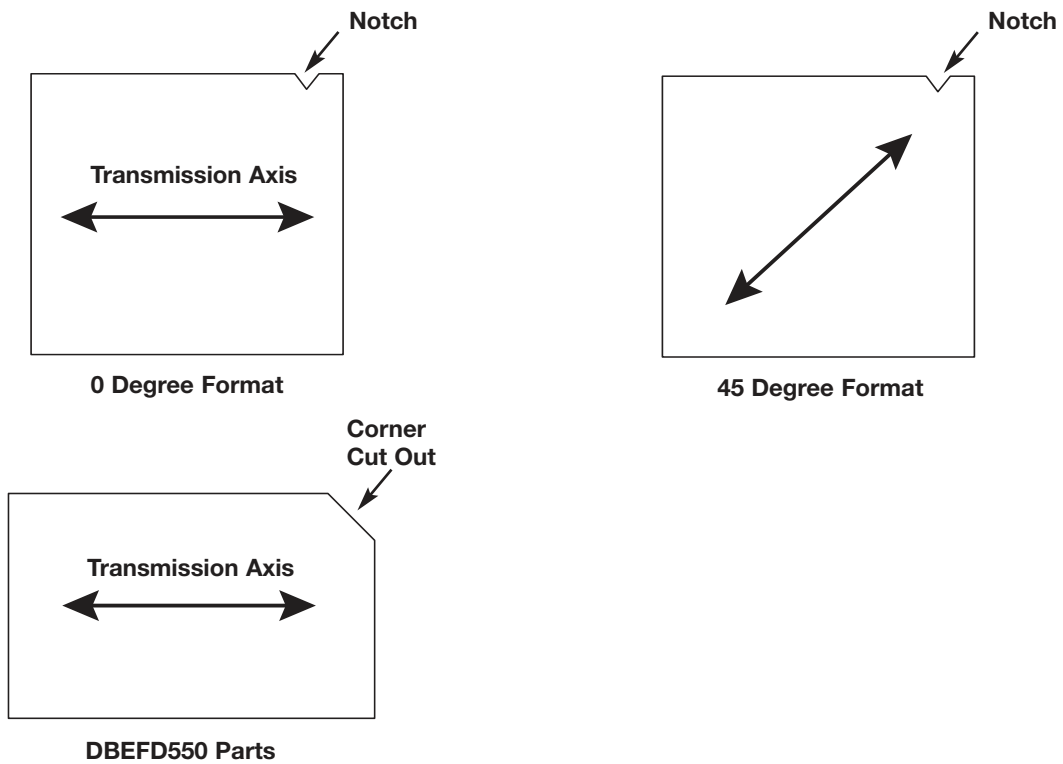 Notch
Transmission Axis
0 Degree Format
Notch
45 Degree Format
Corner
Cut Out
Transmission Axis
DBEFD550 Parts